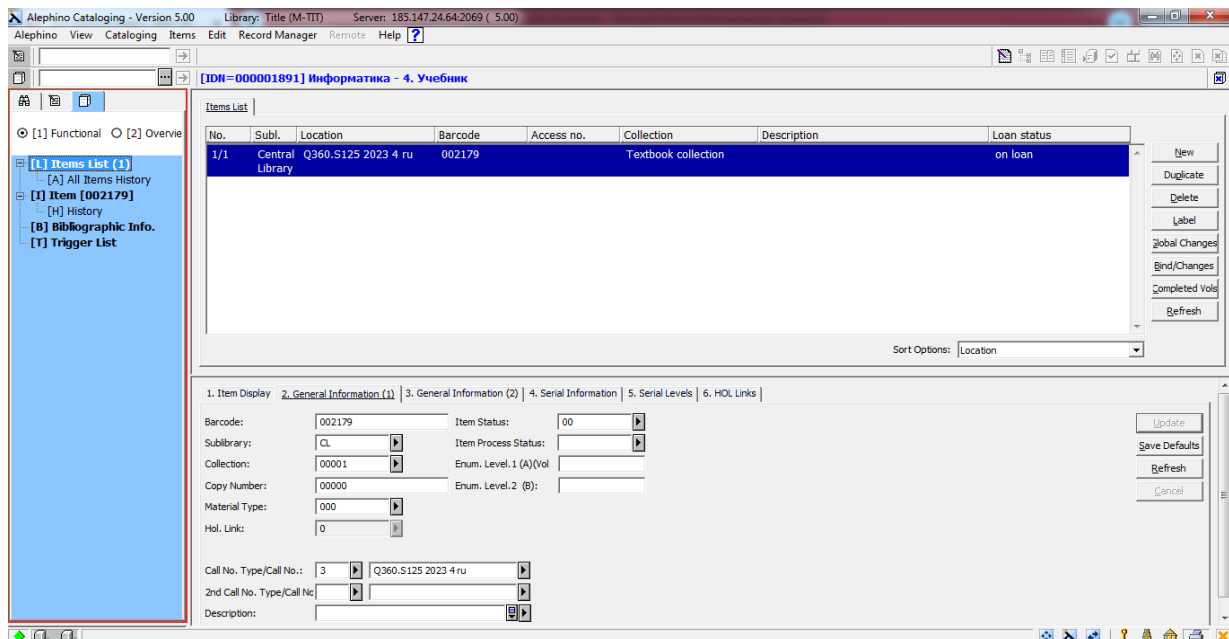 Alephino Cataloging - Version 5.00 Library: Title (M-TIT) Server: 185.147.24.64:2069 ( 5.00)
Alephino View Cataloging Items Edit Record Manager Remote Help ?
[IDN=000001891] Информатика - 4. Учебник
[1] Functional [2] Overvie
Items List
No. Subl. Location Barcode Access no. Collection Description Loan status
1/1 Central Library Q360.S125 2023 4 ru 002179 Textbook collection on loan
[L] Items List (1)
[A] All Items History
[I] Item [002179]
[H] History
[B] Bibliographic Info.
[T] Trigger List
New
Duplicate
Delete
Label
Global Changes
Bind/Changes
Completed Vols
Refresh
Sort Options: Location
1. Item Display 2. General Information (1) 3. General Information (2) 4. Serial Information 5. Serial Levels 6. HOL Links
Barcode: 002179 Item Status: 00
Sublibrary: CL Item Process Status:
Collection: 00001 Enum. Level.1 (A)(Vol
Copy Number: 00000 Enum. Level.2 (B):
Material Type: 000
Hol. Link: 0
Call No. Type/Call No.: 3 Q360.S125 2023 4 ru
2nd Call No. Type/Call Nc
Description:
Update
Save Defaults
Refresh
Cancel